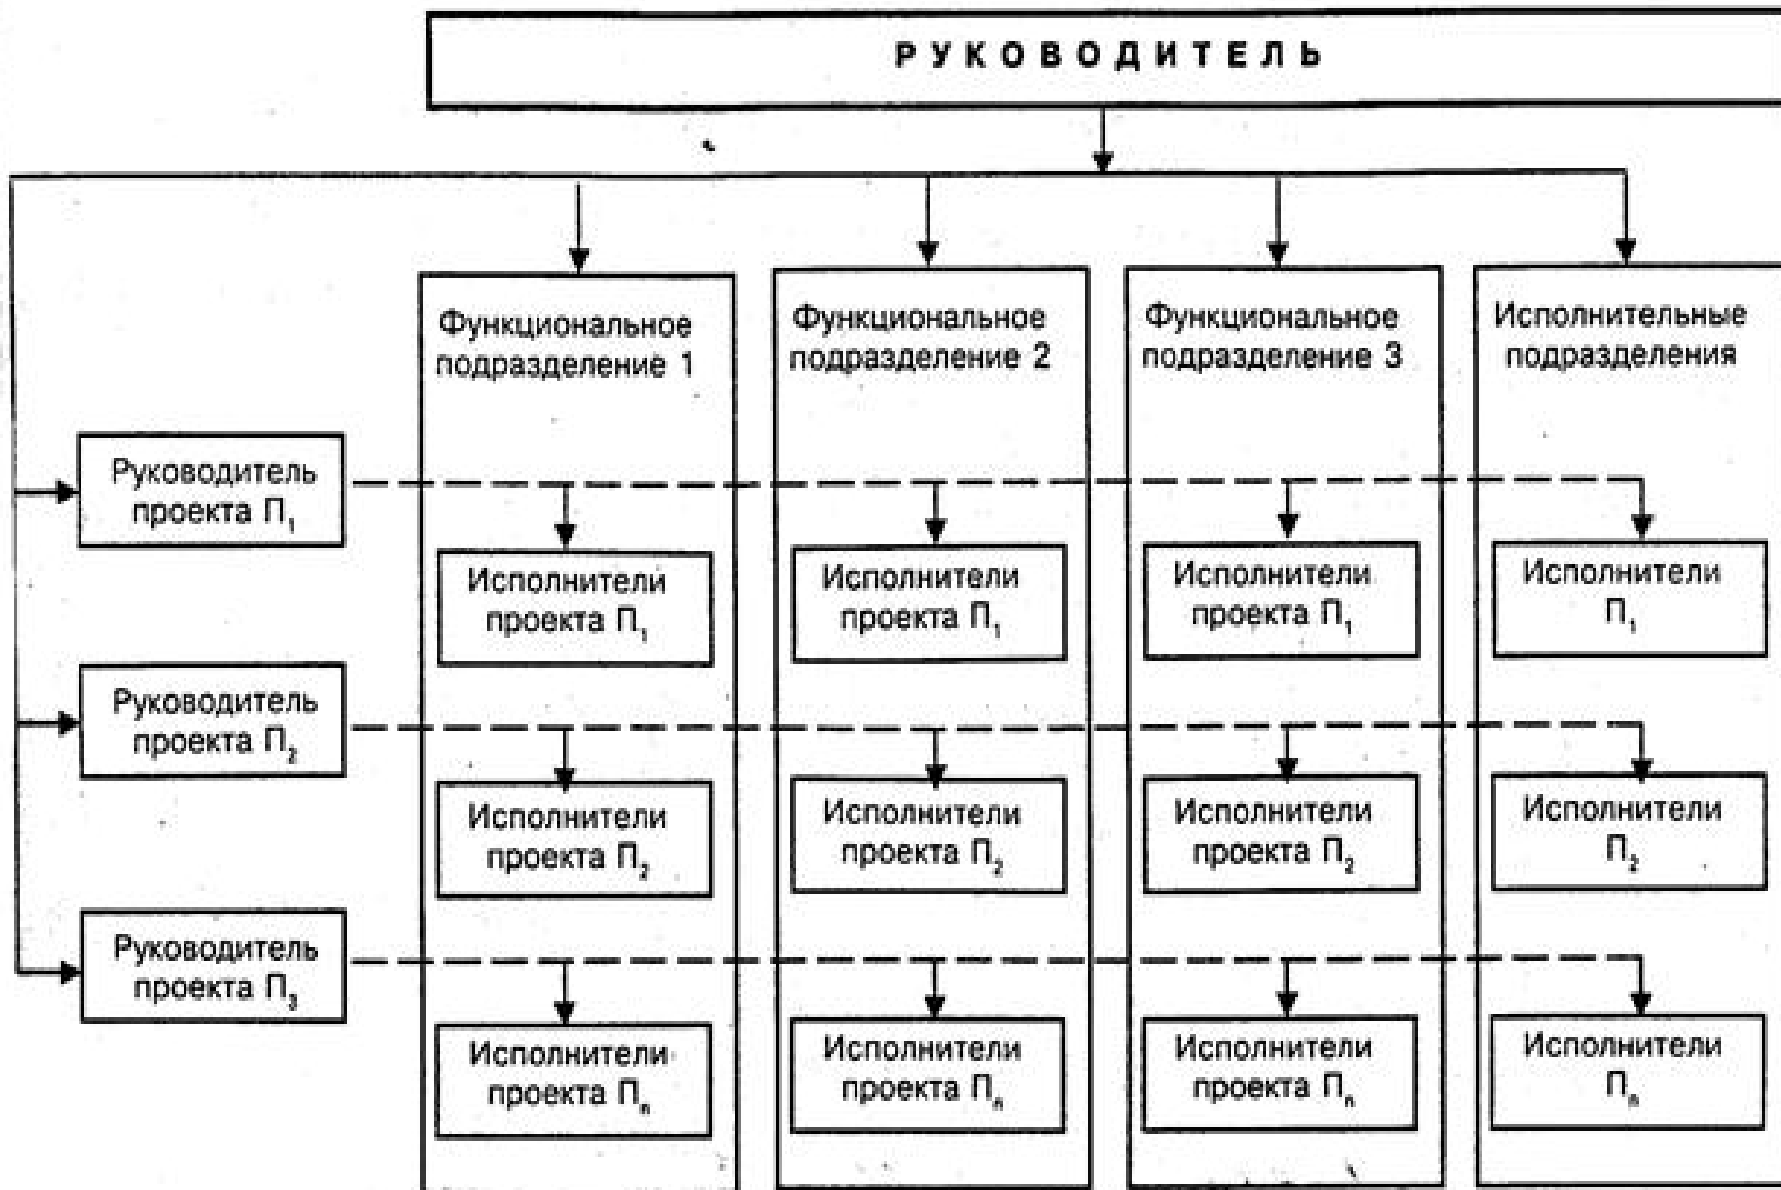 РУКОВОДИТЕЛЬ
Функциональное
подразделение 1
Функциональное
подразделение 2
Функциональное
подразделение 3
Исполнительные
подразделения
Руководитель
проекта П₁
Исполнители
проекта П₁
Исполнители
проекта П₁
Исполнители
проекта П₁
Исполнители
П₁
Руководитель
проекта П₂
Исполнители
проекта П₂
Исполнители
проекта П₂
Исполнители
проекта П₂
Исполнители
П₂
Руководитель
проекта П₃
Исполнители
проекта Пₙ
Исполнители
проекта Пₙ
Исполнители
проекта Пₙ
Исполнители
Пₙ